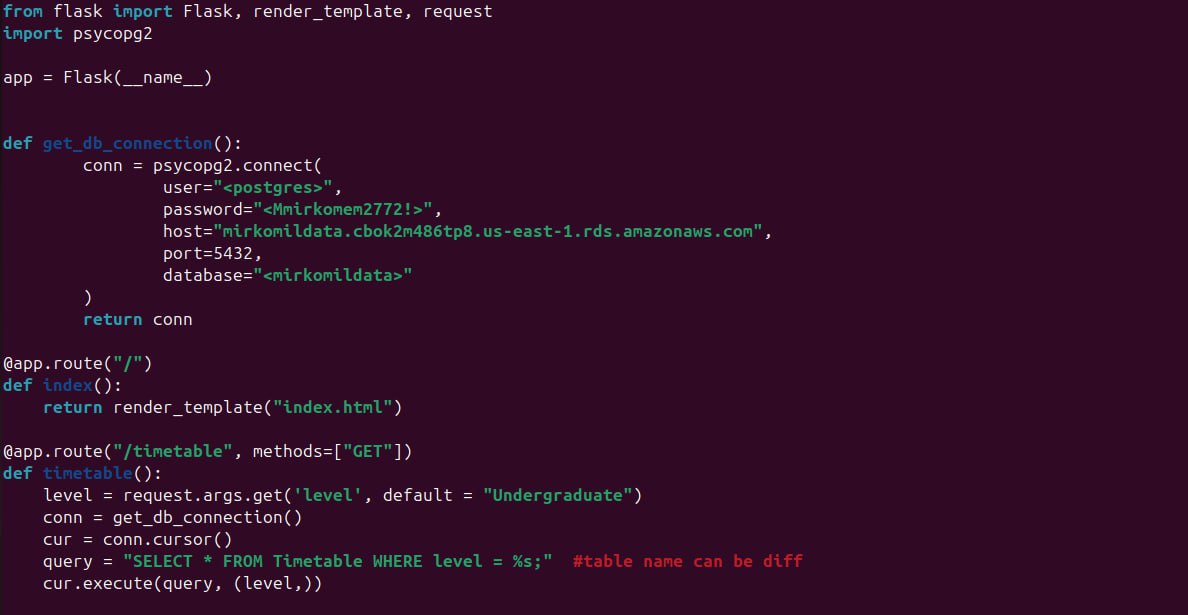 from flask import Flask, render_template, request
import psycopg2

app = Flask(__name__)


def get_db_connection():
        conn = psycopg2.connect(
                user="<postgres>",
                password="<Mmirkomem2772!>",
                host="mirkomildata.cbok2m486tp8.us-east-1.rds.amazonaws.com",
                port=5432,
                database="<mirkomildata>"
        )
        return conn

@app.route("/")
def index():
    return render_template("index.html")

@app.route("/timetable", methods=["GET"])
def timetable():
    level = request.args.get('level', default = "Undergraduate")
    conn = get_db_connection()
    cur = conn.cursor()
    query = "SELECT * FROM Timetable WHERE level = %s;"  #table name can be diff
    cur.execute(query, (level,))